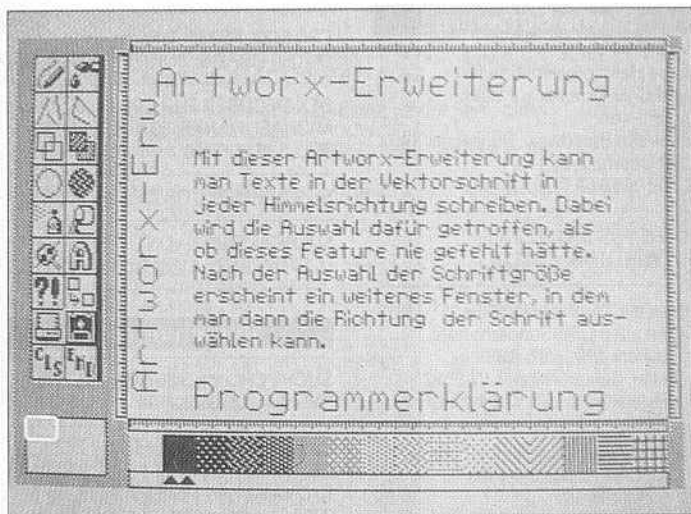 Artworx-Erweiterung
Artworx-Erw
Mit dieser Artworx-Erweiterung kann
man Texte in der Vektorschrift in
jeder Himmelsrichtung schreiben. Dabei
wird die Auswahl dafür getroffen, als
ob dieses Feature nie gefehlt hätte.
Nach der Auswahl der Schriftgröße
erscheint ein weiteres Fenster, in dem
man dann die Richtung der Schrift aus-
wählen kann.
Programmerklärung
?!
CLS